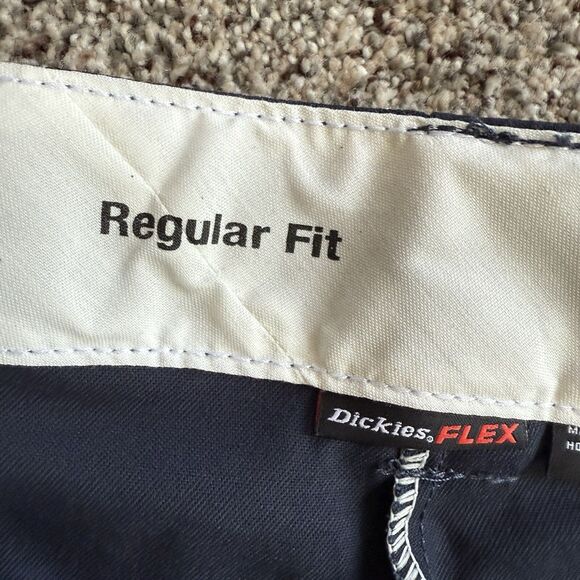 Regular Fit
Dickies. FLEX